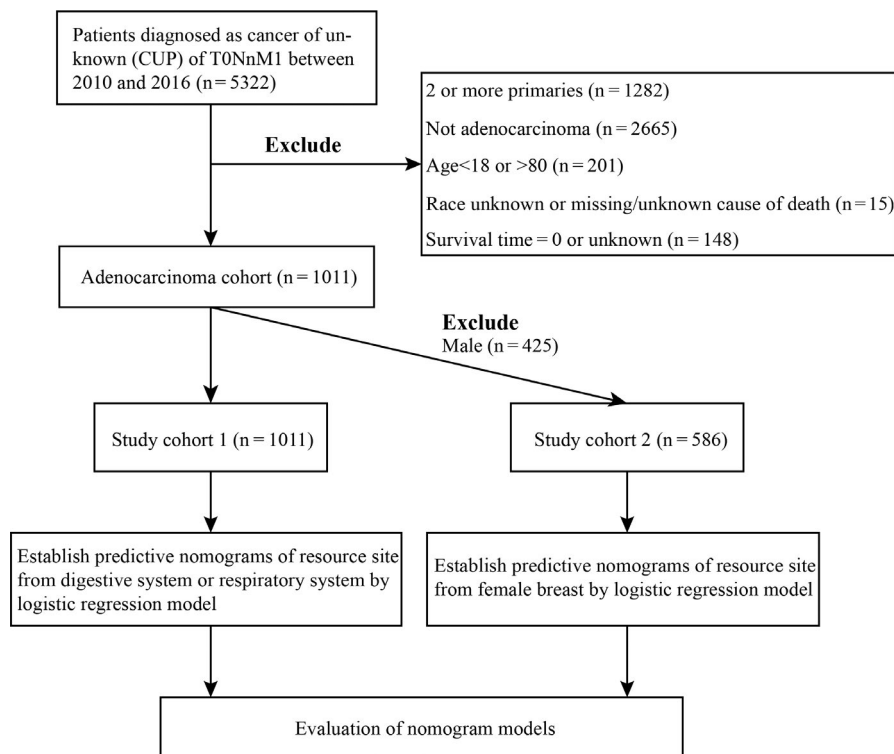 Patients diagnosed as cancer of un-
known (CUP) of T0NnM1 between
2010 and 2016 (n = 5322)
Exclude
2 or more primaries (n = 1282)
Not adenocarcinoma (n = 2665)
Age<18 or >80 (n = 201)
Race unknown or missing/unknown cause of death (n = 15)
Survival time = 0 or unknown (n = 148)
Adenocarcinoma cohort (n = 1011)
Exclude
Male (n = 425)
Study cohort 1 (n = 1011)
Study cohort 2 (n = 586)
Establish predictive nomograms of resource site
from digestive system or respiratory system by
logistic regression model
Establish predictive nomograms of resource site
from female breast by logistic regression model
Evaluation of nomogram models